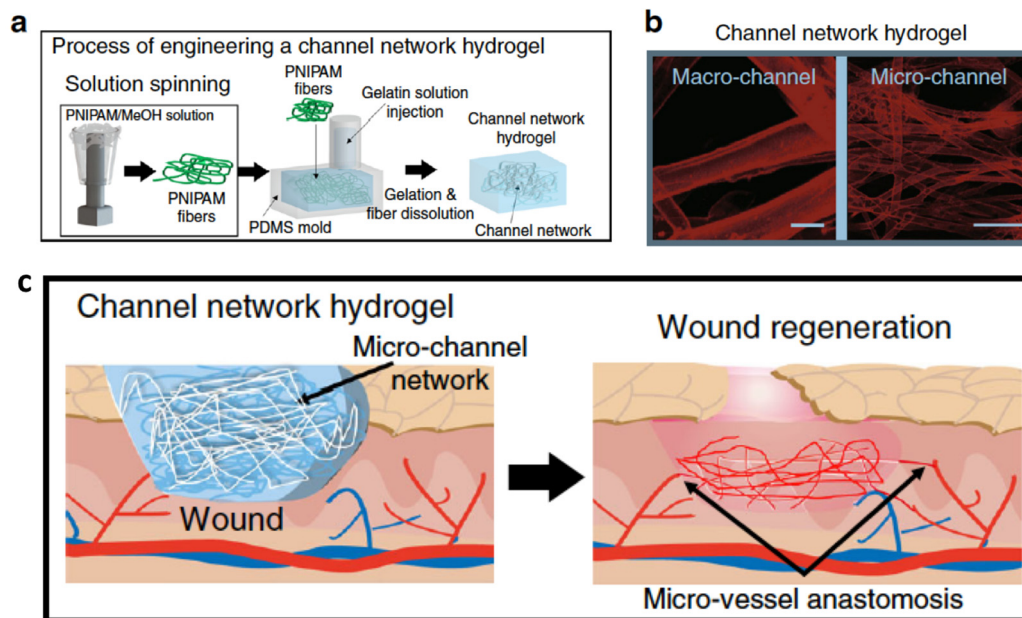 a
Process of engineering a channel network hydrogel
Solution spinning
PNIPAM/MeOH solution
PNIPAM
fibers
PNIPAM
fibers
Gelatin solution
injection
PDMS mold
Gelation &
fiber dissolution
Channel network
hydrogel
Channel network
b
Channel network hydrogel
Macro-channel
Micro-channel
c
Channel network hydrogel
Micro-channel
network
Wound
Wound regeneration
Micro-vessel anastomosis